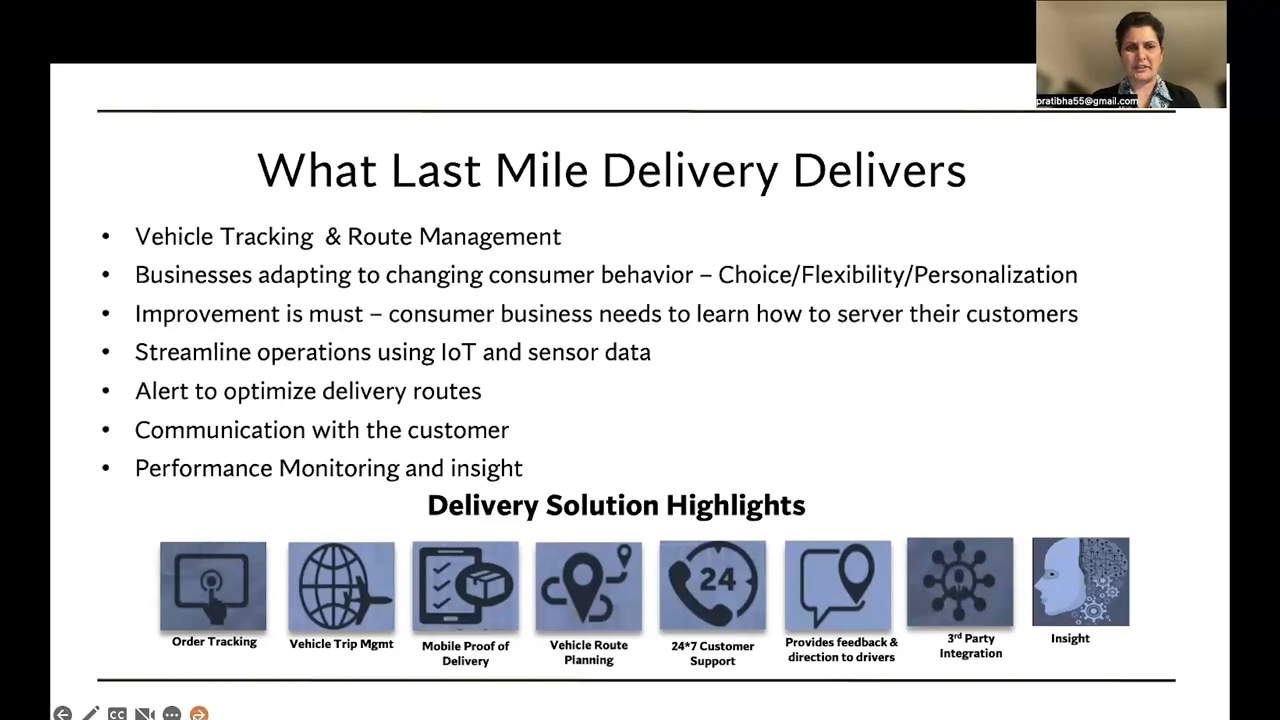 pratibha55@gmail.com
What Last Mile Delivery Delivers
• Vehicle Tracking & Route Management
• Businesses adapting to changing consumer behavior – Choice/Flexibility/Personalization
• Improvement is must – consumer business needs to learn how to server their customers
• Streamline operations using IoT and sensor data
• Alert to optimize delivery routes
• Communication with the customer
• Performance Monitoring and insight
Delivery Solution Highlights
24
Order Tracking
Vehicle Trip Mgmt
Mobile Proof of
Delivery
Vehicle Route
Planning
24*7 Customer
Support
Provides feedback &
direction to drivers
3rd Party
Integration
Insight
CC